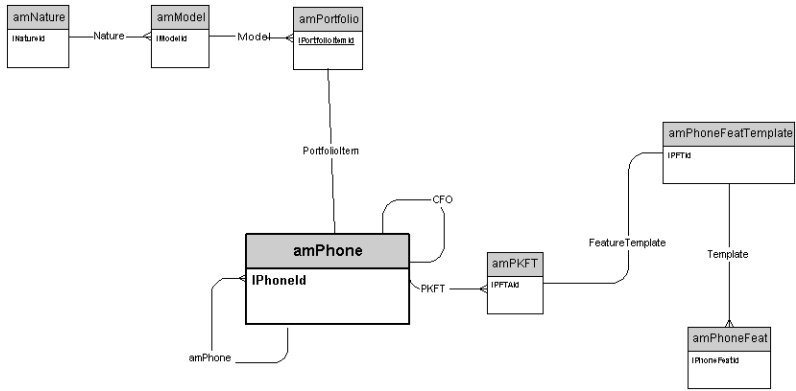 amNature
amModel
amPortfolio
lNatureId
Nature
lModelId
Model
lPortfolioItemId
amPhoneFeatTemplate
lPFTId
PortfolioItem
CFO
amPhone
lPhoneId
FeatureTemplate
Template
amPKFT
lPFTAId
PKFT
amPhone
amPhoneFeat
lPhoneFeatId